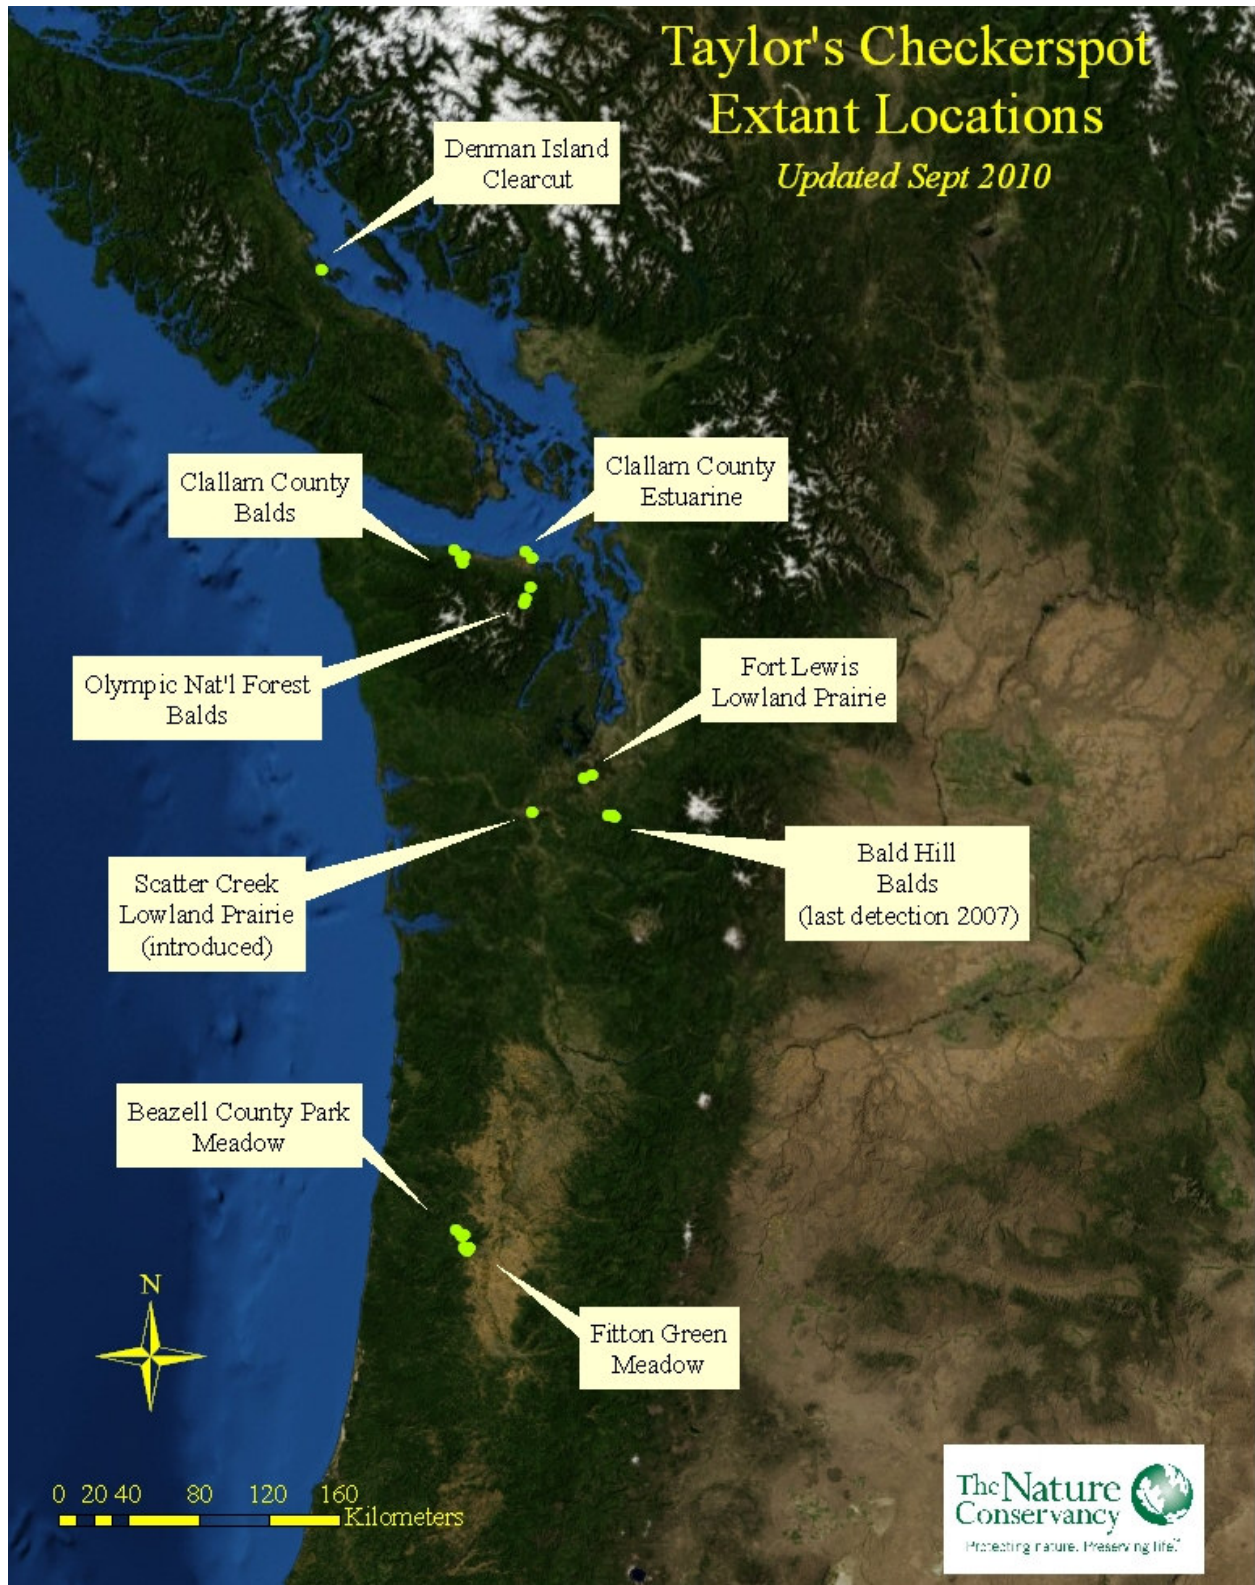 Taylor's Checkerspot
Extant Locations
Updated Sept 2010
Denman Island
Clearcut
Clallam County
Balds
Clallam County
Estuarine
Olympic Nat'l Forest
Balds
Fort Lewis
Lowland Prairie
Scatter Creek
Lowland Prairie
(introduced)
Bald Hill
Balds
(last detection 2007)
Beazell County Park
Meadow
Fitton Green
Meadow
N
0 20 40 80 120 160
Kilometers
The Nature
Conservancy
Protecting nature. Preserving life.™